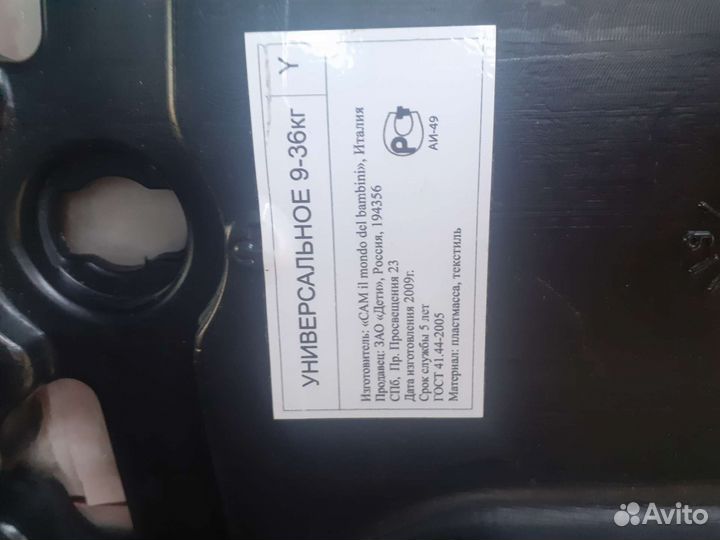 УНИВЕРСАЛЬНОЕ 9-36кг Y
Изготовитель: «CAM il mondo del bambini», Италия
Продавец: ЗАО «Дети», Россия, 194356
СПб, Пр. Просвещения 23
Дата изготовления 2009г.
Срок службы 5 лет
ГОСТ 41.44-2005
Материал: пластмасса, текстиль
РСТ
АИ-49
Avito